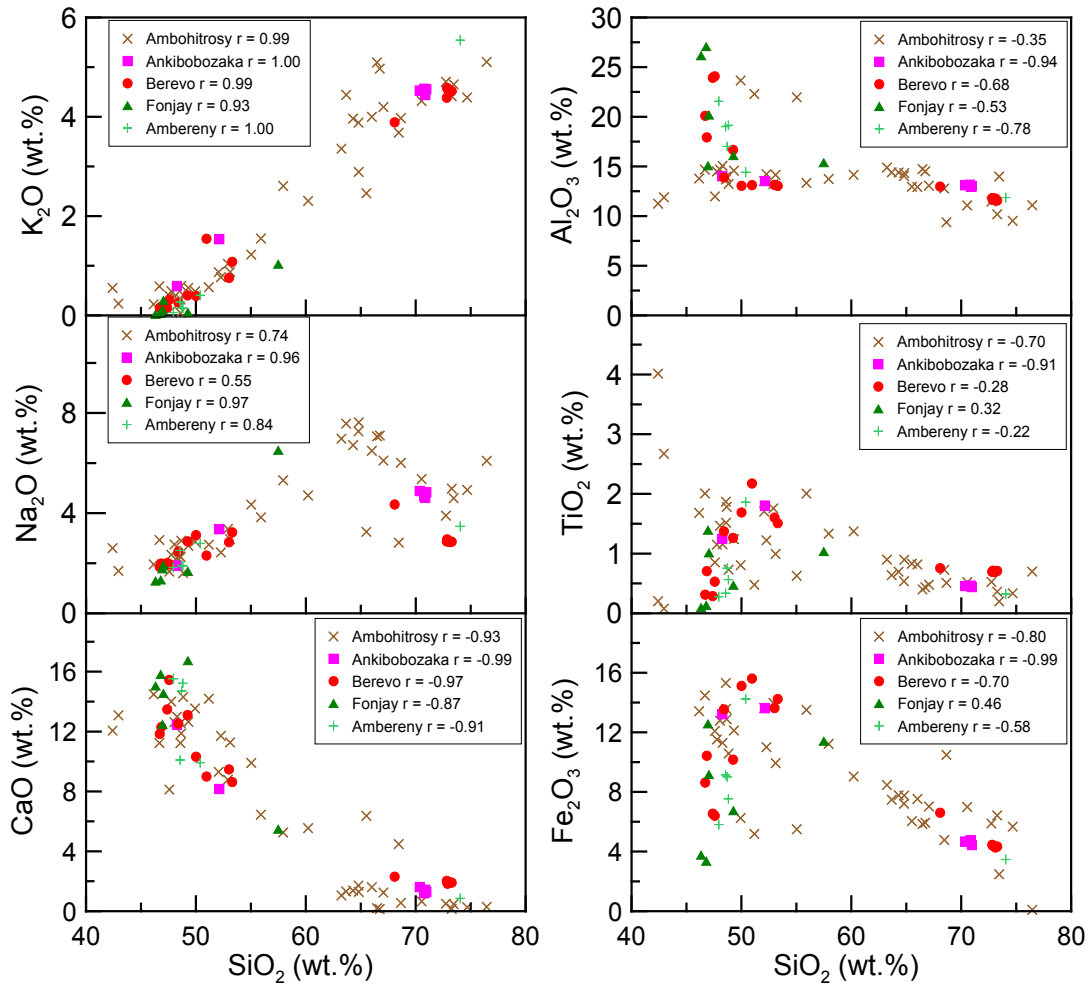 6
4
2
0
K₂O (wt.%)
Ambohitrosy r = 0.99
Ankibobozaka r = 1.00
Berevo r = 0.99
Fonjay r = 0.93
Ambereny r = 1.00
30
25
20
15
10
5
0
Al₂O₃ (wt.%)
Ambohitrosy r = -0.35
Ankibobozaka r = -0.94
Berevo r = -0.68
Fonjay r = -0.53
Ambereny r = -0.78
8
4
0
Na₂O (wt.%)
Ambohitrosy r = 0.74
Ankibobozaka r = 0.96
Berevo r = 0.55
Fonjay r = 0.97
Ambereny r = 0.84
4
3
2
1
0
TiO₂ (wt.%)
Ambohitrosy r = -0.70
Ankibobozaka r = -0.91
Berevo r = -0.28
Fonjay r = 0.32
Ambereny r = -0.22
16
12
8
4
0
CaO (wt.%)
Ambohitrosy r = -0.93
Ankibobozaka r = -0.99
Berevo r = -0.97
Fonjay r = -0.87
Ambereny r = -0.91
40 50 60 70 80
SiO₂ (wt.%)
16
12
8
4
0
Fe₂O₃ (wt.%)
Ambohitrosy r = -0.80
Ankibobozaka r = -0.99
Berevo r = -0.70
Fonjay r = 0.46
Ambereny r = -0.58
40 50 60 70 80
SiO₂ (wt.%)